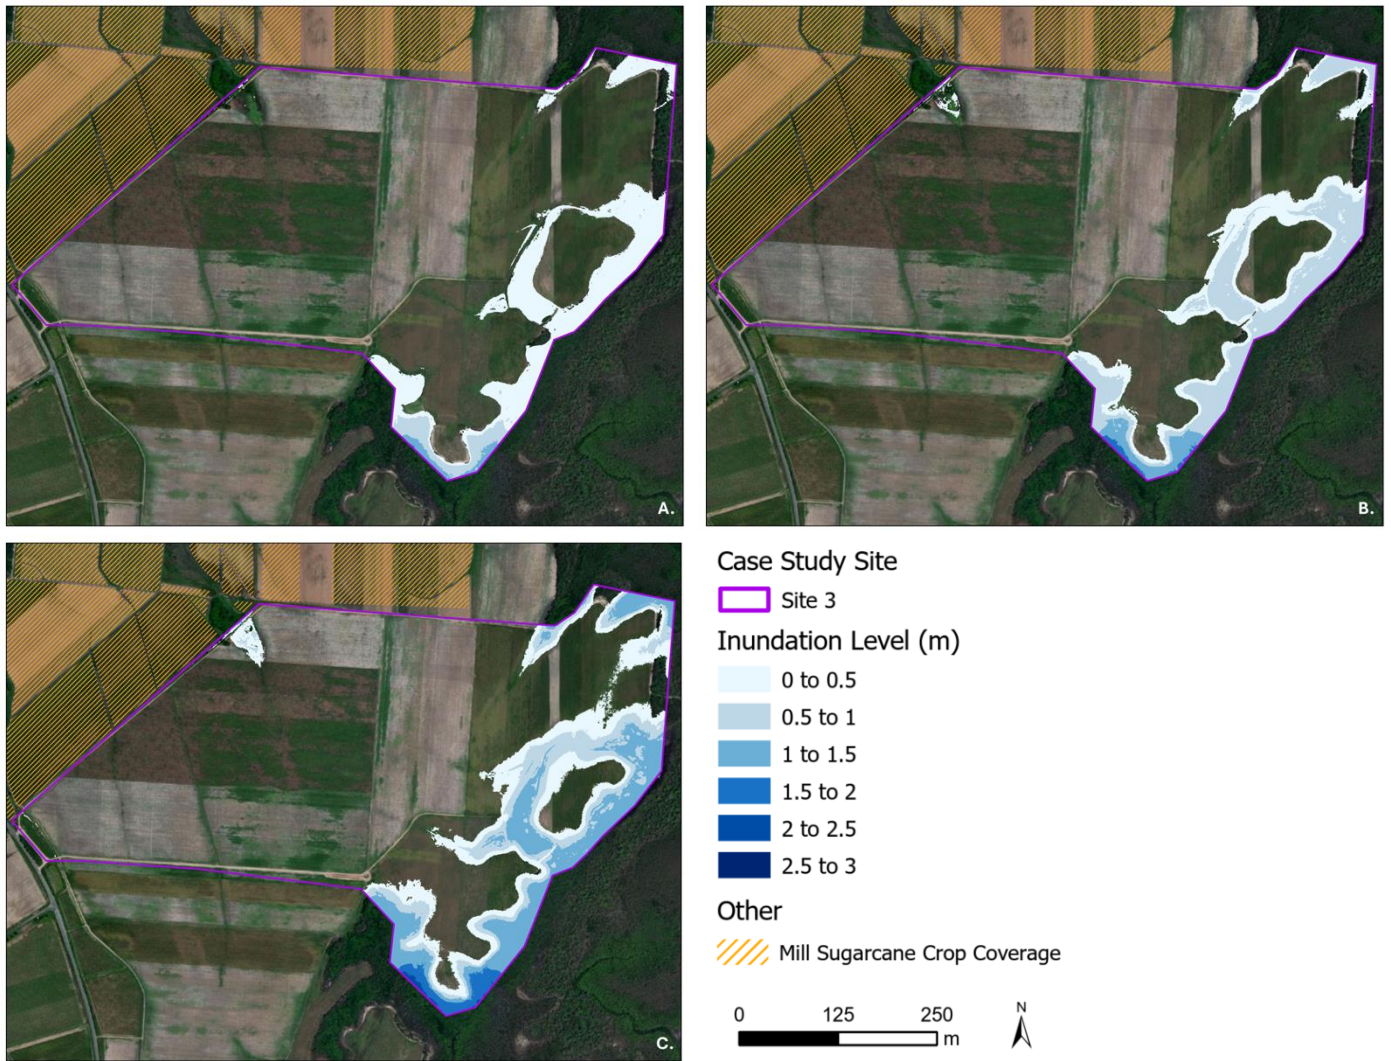 A.
B.
C.
Case Study Site
Site 3
Inundation Level (m)
0 to 0.5
0.5 to 1
1 to 1.5
1.5 to 2
2 to 2.5
2.5 to 3
Other
Mill Sugarcane Crop Coverage
0 125 250
m
N